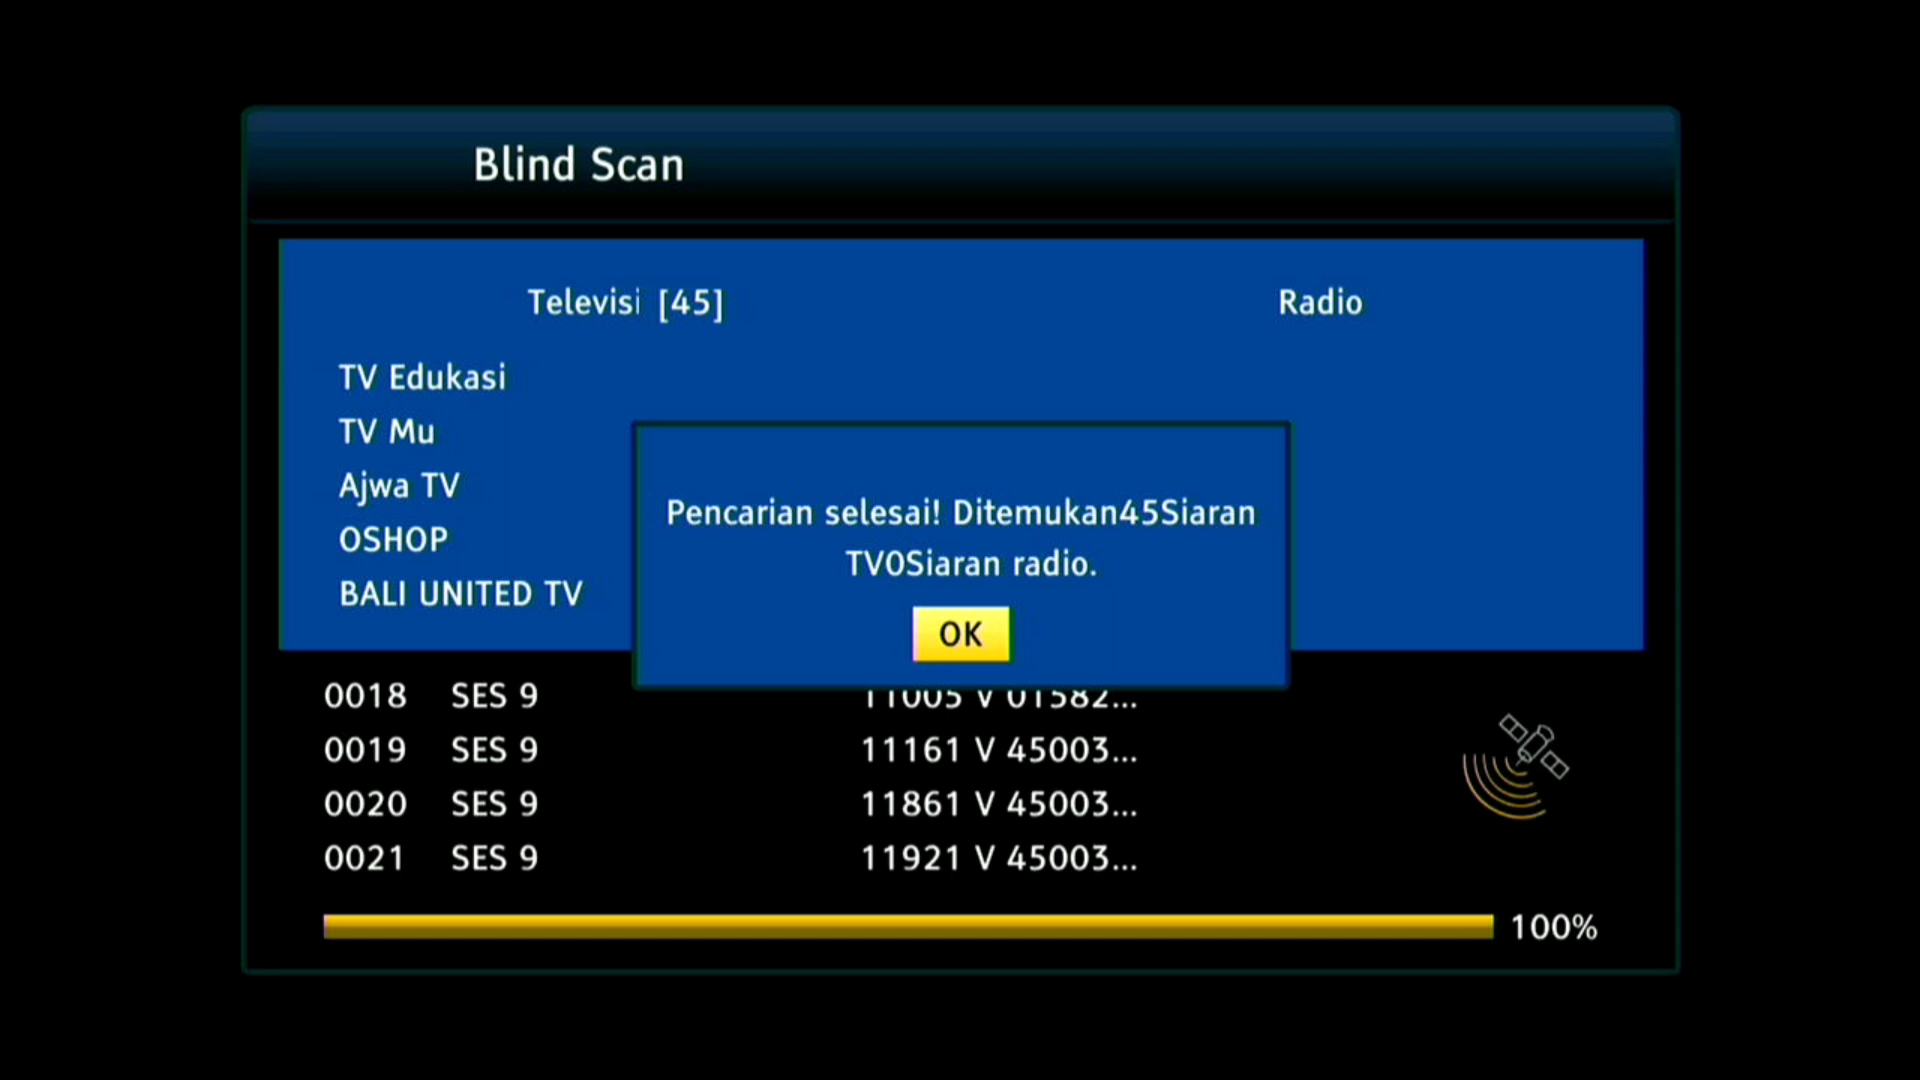 Blind Scan
Televisi [45]
Radio
TV Edukasi
TV Mu
Ajwa TV
OSHOP
BALI UNITED TV
Pencarian selesai! Ditemukan45Siaran
TV0Siaran radio.
OK
0018 SES 9 11005 V 01582...
0019 SES 9 11161 V 45003...
0020 SES 9 11861 V 45003...
0021 SES 9 11921 V 45003...
100%